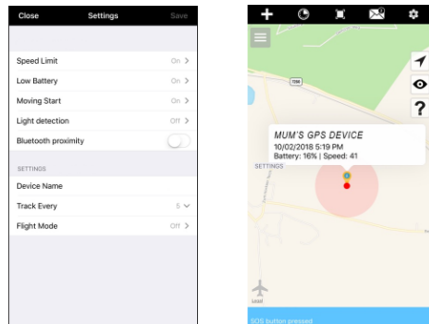 Close Settings Save
Speed Limit On >
Low Battery On >
Moving Start On >
Light detection Off >
Bluetooth proximity
SETTINGS
Device Name
Track Every 5
Flight Mode Off >
?
MUM'S GPS DEVICE
10/02/2018 5:19 PM
Battery: 16% | Speed: 41
SETTINGS
SOS button pressed